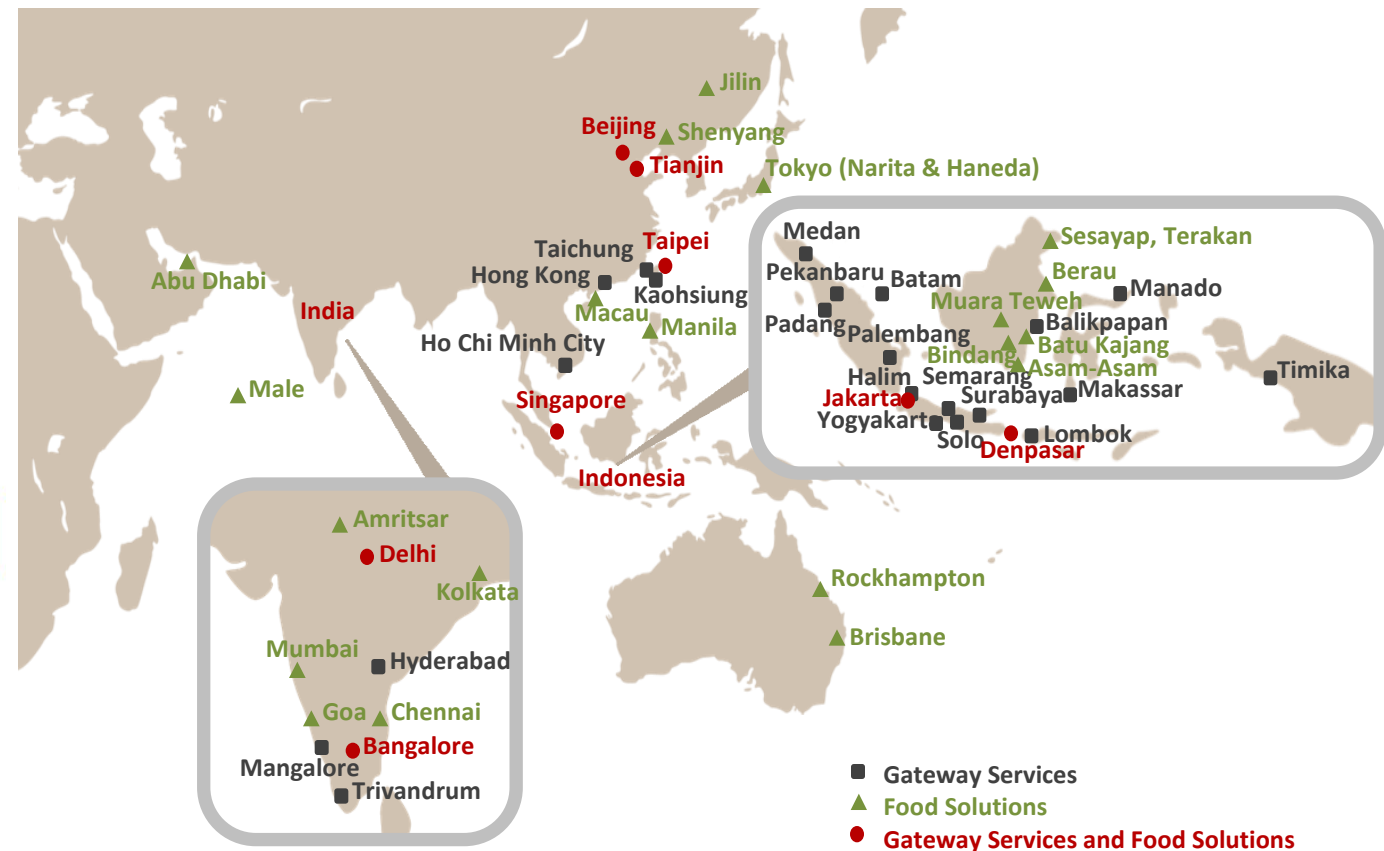 Jilin
Beijing
Shenyang
Tianjin
Tokyo (Narita & Haneda)
Taichung
Taipei
Hong Kong
Kaohsiung
Macau
Manila
Abu Dhabi
India
Ho Chi Minh City
Male
Singapore
Indonesia
Medan
Sesayap, Terakan
Pekanbaru
Batam
Berau
Manado
Muara Teweh
Padang
Palembang
Balikpapan
Bindang
Batu Kajang
Asam-Asam
Halim
Semarang
Timika
Jakarta
Surabaya
Makassar
Yogyakart
Solo
Lombok
Denpasar
Amritsar
Delhi
Kolkata
Mumbai
Hyderabad
Goa
Chennai
Bangalore
Mangalore
Trivandrum
Rockhampton
Brisbane
Gateway Services
Food Solutions
Gateway Services and Food Solutions